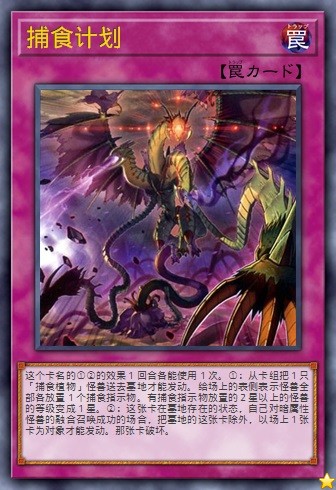 捕食计划
罠
トラップ
【罠カード】
这个卡名的①②的效果1回合各能使用1次。①：从卡组把1只
「捕食植物」怪兽送去墓地才能发动。给场上的表侧表示怪兽
全部各放置1个捕食指示物。有捕食指示物放置的2星以上的怪兽
的等级变成1星。②：这张卡在墓地存在的状态，自己对暗属性
怪兽的融合召唤成功的场合，把墓地的这张卡除外，以场上1张
卡为对象才能发动。那张卡破坏。